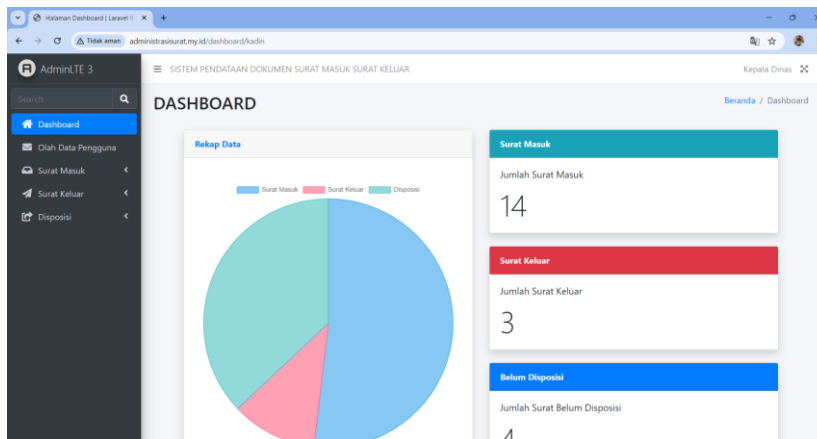 Halaman Dashboard | Laravel
Tidak aman administrasisurat.my.id/dashboard/kadin
AdminLTE 3
SISTEM PENDATAAN DOKUMEN SURAT MASUK SURAT KELUAR
Kepala Dinas
Search
Dashboard
Olah Data Pengguna
Surat Masuk
Surat Keluar
Disposisi
DASHBOARD
Beranda / Dashboard
Rekap Data
Surat Masuk Surat Keluar Disposisi
Surat Masuk
Jumlah Surat Masuk
14
Surat Keluar
Jumlah Surat Keluar
3
Belum Disposisi
Jumlah Surat Belum Disposisi
4